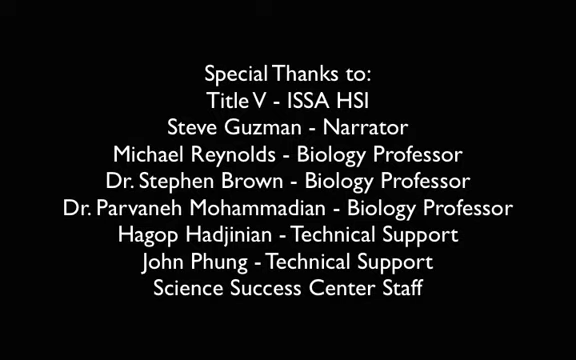 Special Thanks to:
Title V - ISSA HSI
Steve Guzman - Narrator
Michael Reynolds - Biology Professor
Dr. Stephen Brown - Biology Professor
Dr. Parvaneh Mohammadian - Biology Professor
Hagop Hadjinian - Technical Support
John Phung - Technical Support
Science Success Center Staff